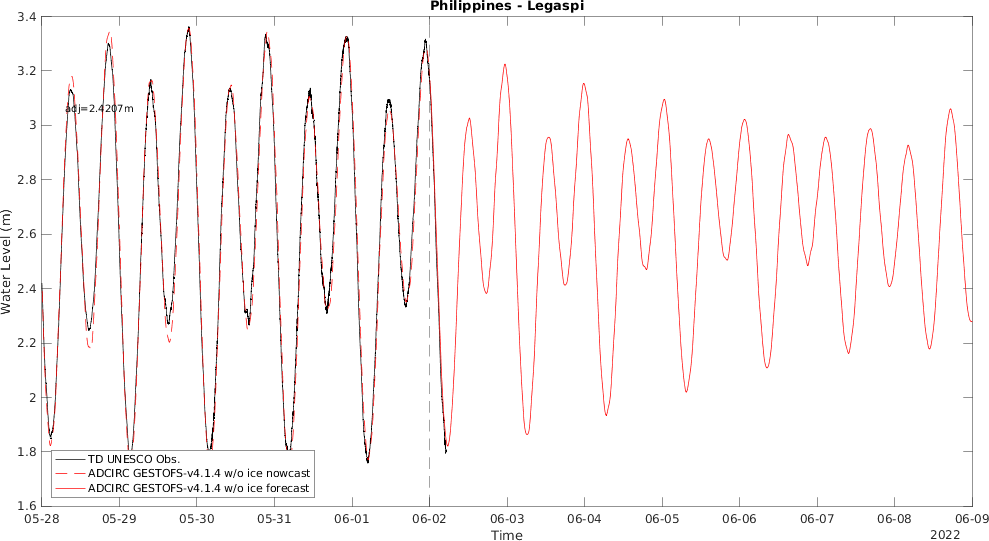 Philippines - Legaspi
3.4
3.2
3
2.8
2.6
2.4
2.2
2
1.8
1.6
Water Level (m)
adj=2.4207m
TD UNESCO Obs.
ADCIRC GESTOFS-v4.1.4 w/o ice nowcast
ADCIRC GESTOFS-v4.1.4 w/o ice forecast
05-28 05-29 05-30 05-31 06-01 06-02 06-03 06-04 06-05 06-06 06-07 06-08 06-09
Time
2022